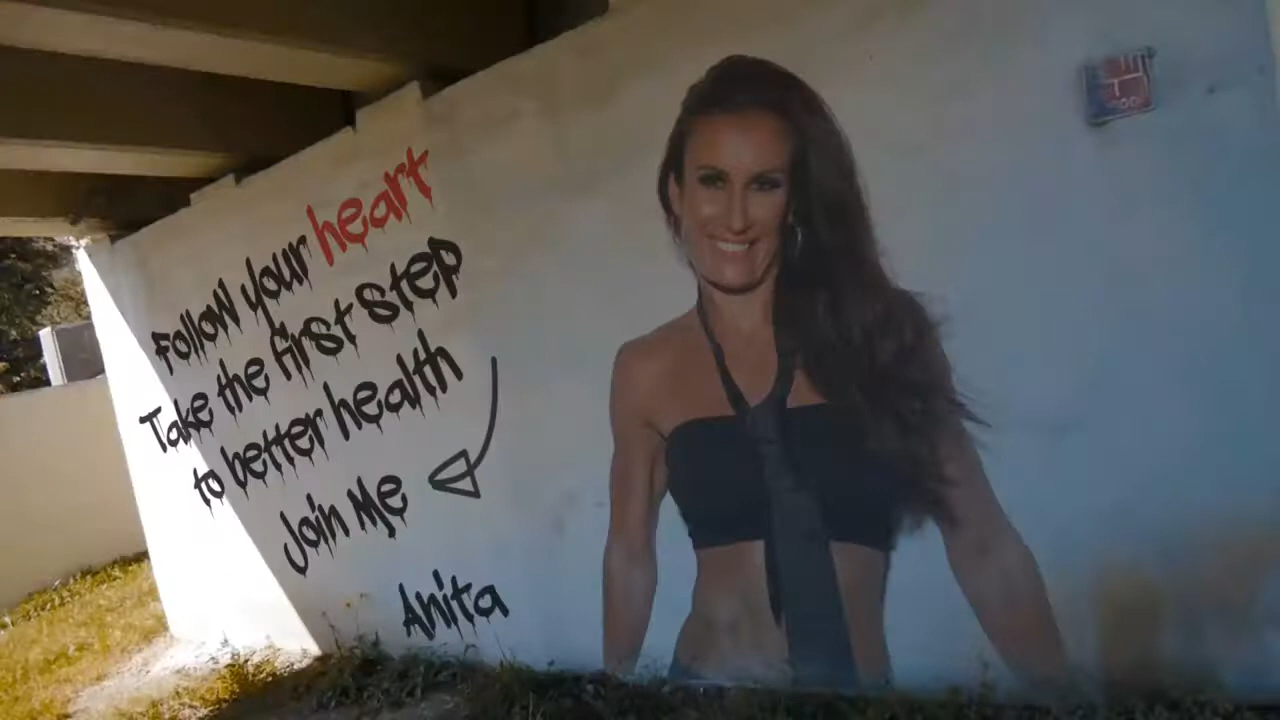 Follow your heart
Take the first step
to better health
Join Me
Anita